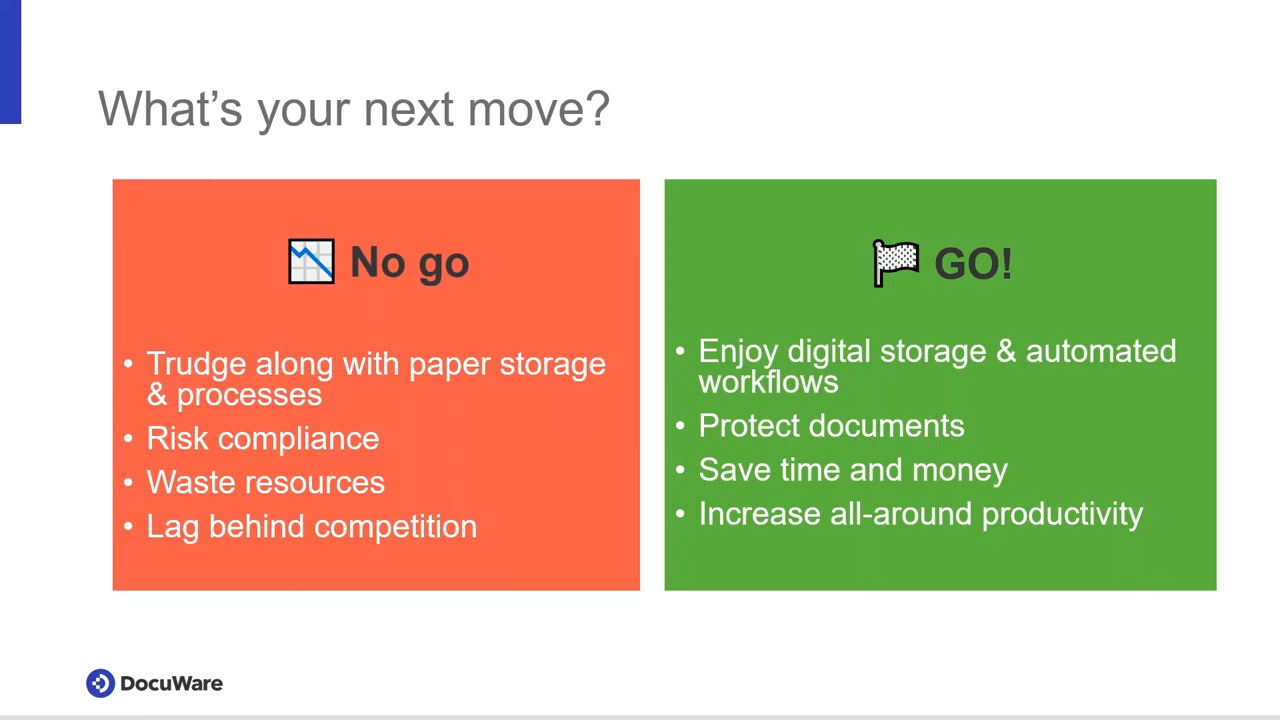 What’s your next move?
No go
• Trudge along with paper storage
& processes
• Risk compliance
• Waste resources
• Lag behind competition
GO!
• Enjoy digital storage & automated
workflows
• Protect documents
• Save time and money
• Increase all-around productivity
DocuWare